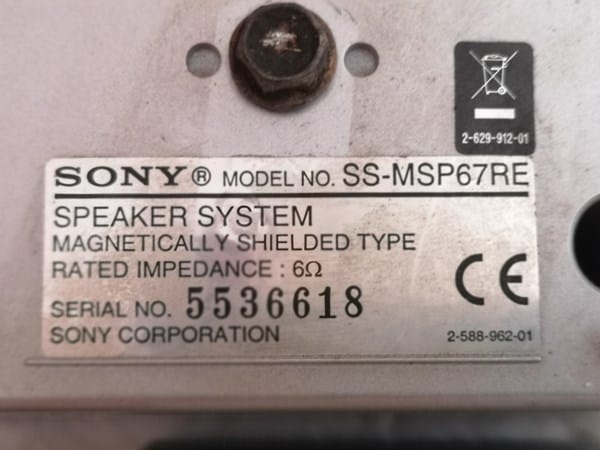 2-629-912-01
SONY® MODEL NO. SS-MSP67RE
SPEAKER SYSTEM
MAGNETICALLY SHIELDED TYPE
RATED IMPEDANCE : 6Ω
SERIAL NO. 5536618
SONY CORPORATION
CE
2-588-962-01